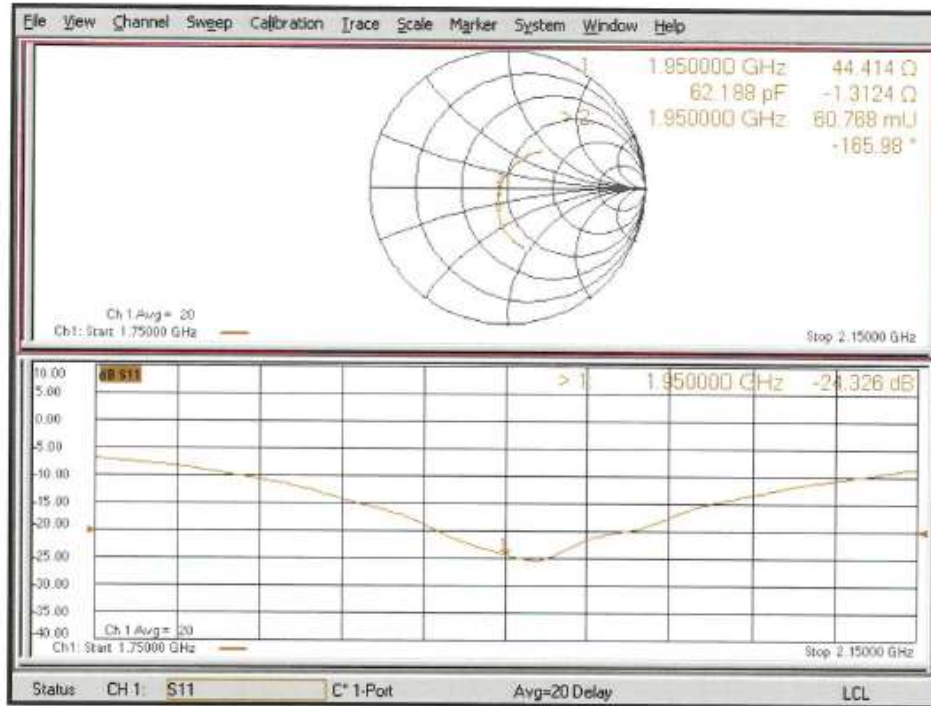 File View Channel Sweep Calibration Trace Scale Marker System Window Help
1: 1.950000 GHz 44.414 Ω
62.188 pF -1.3124 Ω
> 2: 1.950000 GHz 60.768 mU
-165.98 °
Ch 1 Avg = 20
Ch1: Start 1.75000 GHz
Stop 2.15000 GHz
10.00 dB S11 > 1: 1.950000 GHz -24.326 dB
5.00
0.00
-5.00
-10.00
-15.00
-20.00
-25.00
-30.00
-35.00
-40.00
1
Ch 1 Avg = 20
Ch1: Start 1.75000 GHz
Stop 2.15000 GHz
Status CH 1: S11 C* 1-Port Avg=20 Delay LCL